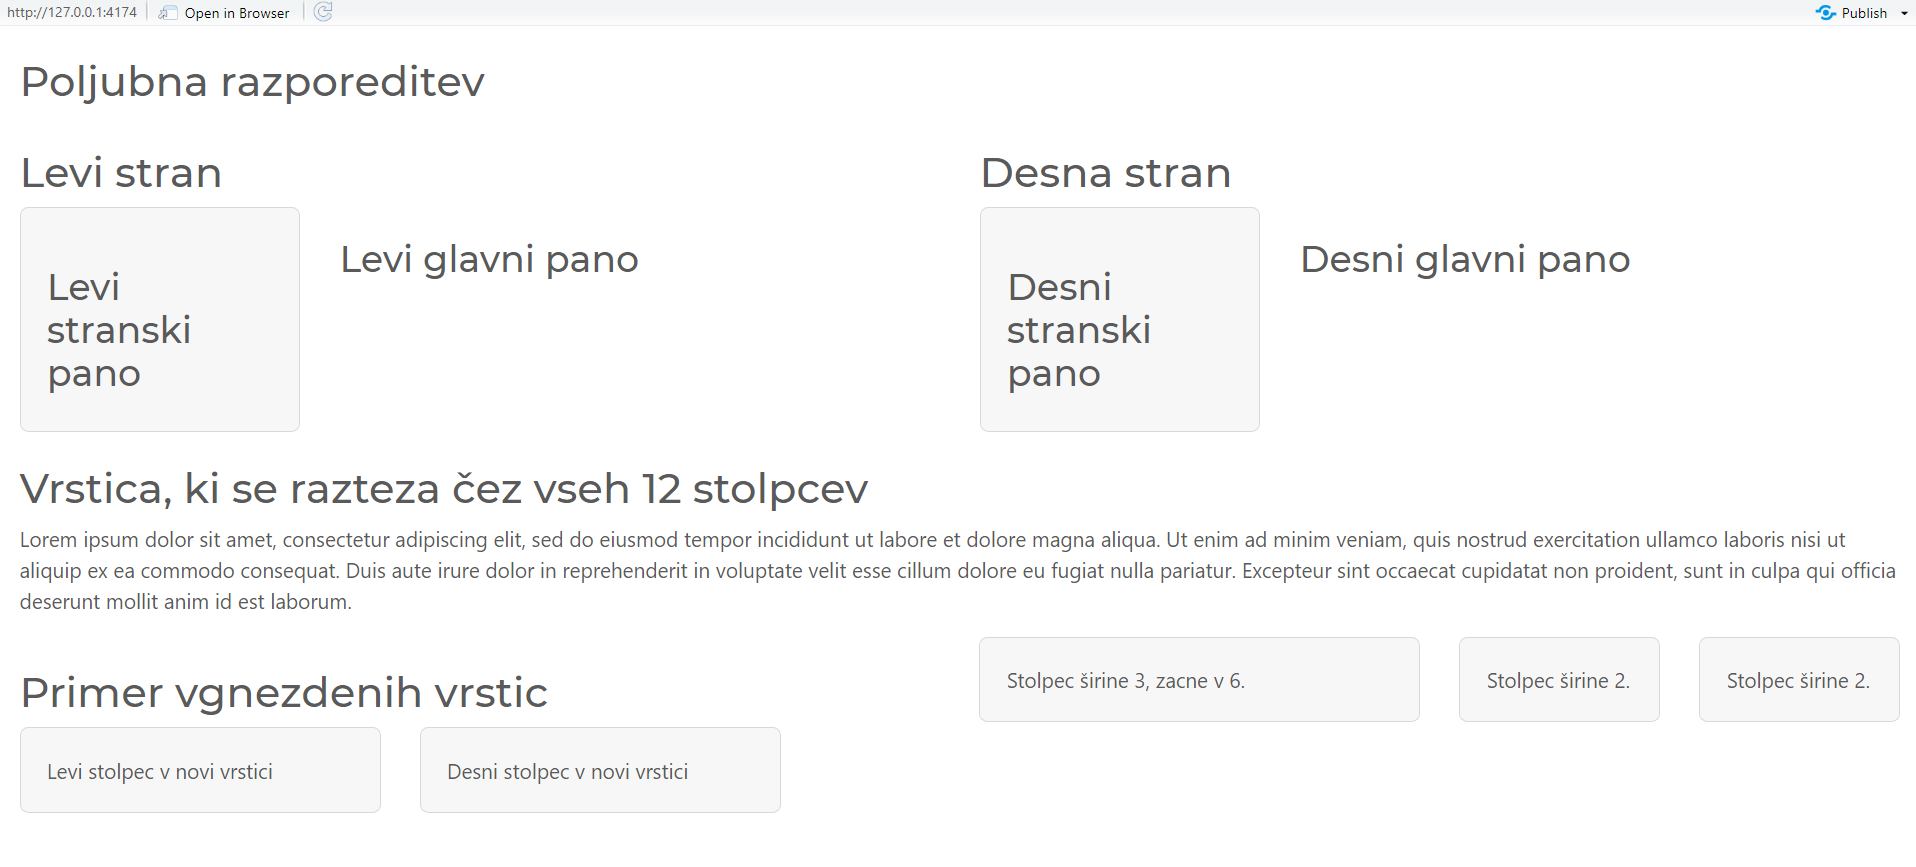 http://127.0.0.1:4174 Open in Browser Publish
Poljubna razporeditev
Levi stran
Levi
stranski
pano
Levi glavni pano
Desna stran
Desni
stranski
pano
Desni glavni pano
Vrstica, ki se razteza čez vseh 12 stolpcev
Lorem ipsum dolor sit amet, consectetur adipiscing elit, sed do eiusmod tempor incididunt ut labore et dolore magna aliqua. Ut enim ad minim veniam, quis nostrud exercitation ullamco laboris nisi ut
aliquip ex ea commodo consequat. Duis aute irure dolor in reprehenderit in voluptate velit esse cillum dolore eu fugiat nulla pariatur. Excepteur sint occaecat cupidatat non proident, sunt in culpa qui officia
deserunt mollit anim id est laborum.
Primer vgnezdenih vrstic
Levi stolpec v novi vrstici
Desni stolpec v novi vrstici
Stolpec širine 3, zacne v 6.
Stolpec širine 2.
Stolpec širine 2.